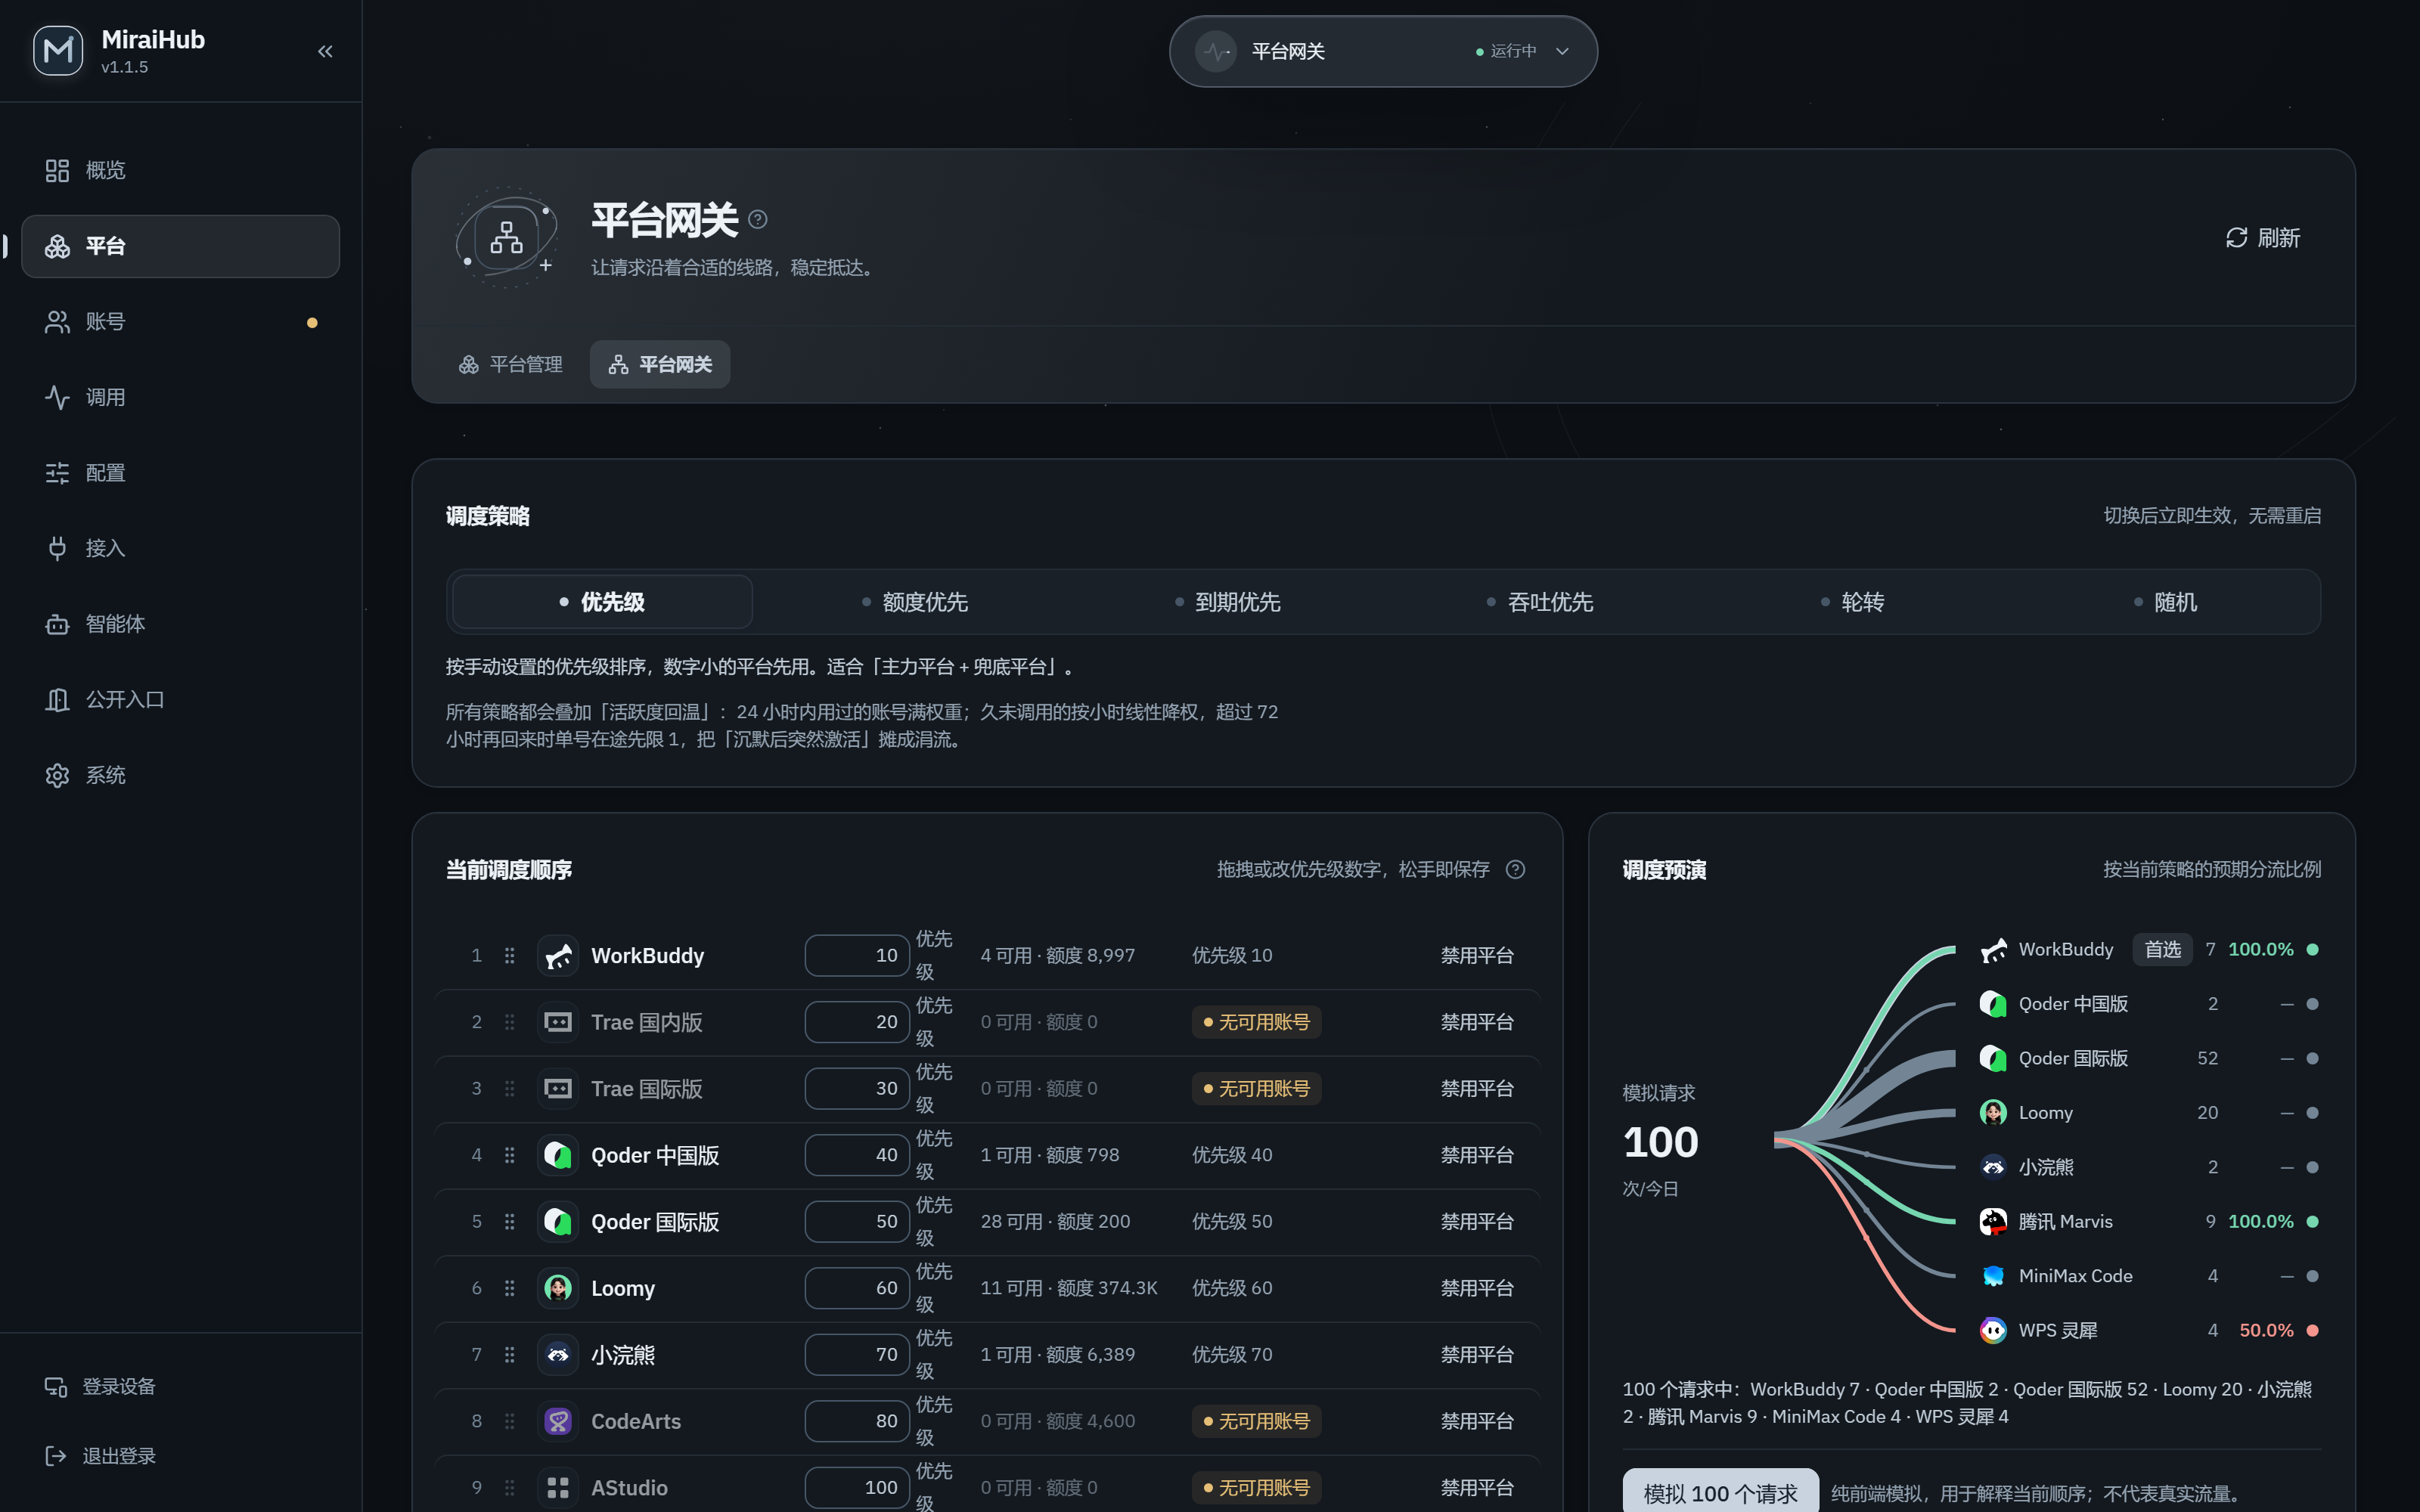 MiraiHub
v1.1.5
概览
平台
账号
调用
配置
接入
智能体
公开入口
系统
登录设备
退出登录
平台网关
运行中
平台网关
让请求沿着合适的线路，稳定抵达。
刷新
平台管理
平台网关
调度策略
切换后立即生效，无需重启
优先级
额度优先
到期优先
吞吐优先
轮转
随机
按手动设置的优先级排序，数字小的平台先用。适合「主力平台 + 兜底平台」。
所有策略都会叠加「活跃度回温」：24 小时内用过的账号满权重；久未调用的按小时线性降权，超过 72
小时再回来时单号在途先限 1，把「沉默后突然激活」摊成涓流。
当前调度顺序
拖拽或改优先级数字，松手即保存
1 WorkBuddy 10 优先级 4 可用 · 额度 8,997 优先级 10 禁用平台
2 Trae 国内版 20 优先级 0 可用 · 额度 0 无可用账号 禁用平台
3 Trae 国际版 30 优先级 0 可用 · 额度 0 无可用账号 禁用平台
4 Qoder 中国版 40 优先级 1 可用 · 额度 798 优先级 40 禁用平台
5 Qoder 国际版 50 优先级 28 可用 · 额度 200 优先级 50 禁用平台
6 Loomy 60 优先级 11 可用 · 额度 374.3K 优先级 60 禁用平台
7 小浣熊 70 优先级 1 可用 · 额度 6,389 优先级 70 禁用平台
8 CodeArts 80 优先级 0 可用 · 额度 4,600 无可用账号 禁用平台
9 AStudio 100 优先级 0 可用 · 额度 0 无可用账号 禁用平台
调度预演
按当前策略的预期分流比例
模拟请求
100
次/今日
WorkBuddy 首选 7 100.0%
Qoder 中国版 2 —
Qoder 国际版 52 —
Loomy 20 —
小浣熊 2 —
腾讯 Marvis 9 100.0%
MiniMax Code 4 —
WPS 灵犀 4 50.0%
100 个请求中：WorkBuddy 7 · Qoder 中国版 2 · Qoder 国际版 52 · Loomy 20 · 小浣熊
2 · 腾讯 Marvis 9 · MiniMax Code 4 · WPS 灵犀 4
模拟 100 个请求
纯前端模拟，用于解释当前顺序；不代表真实流量。